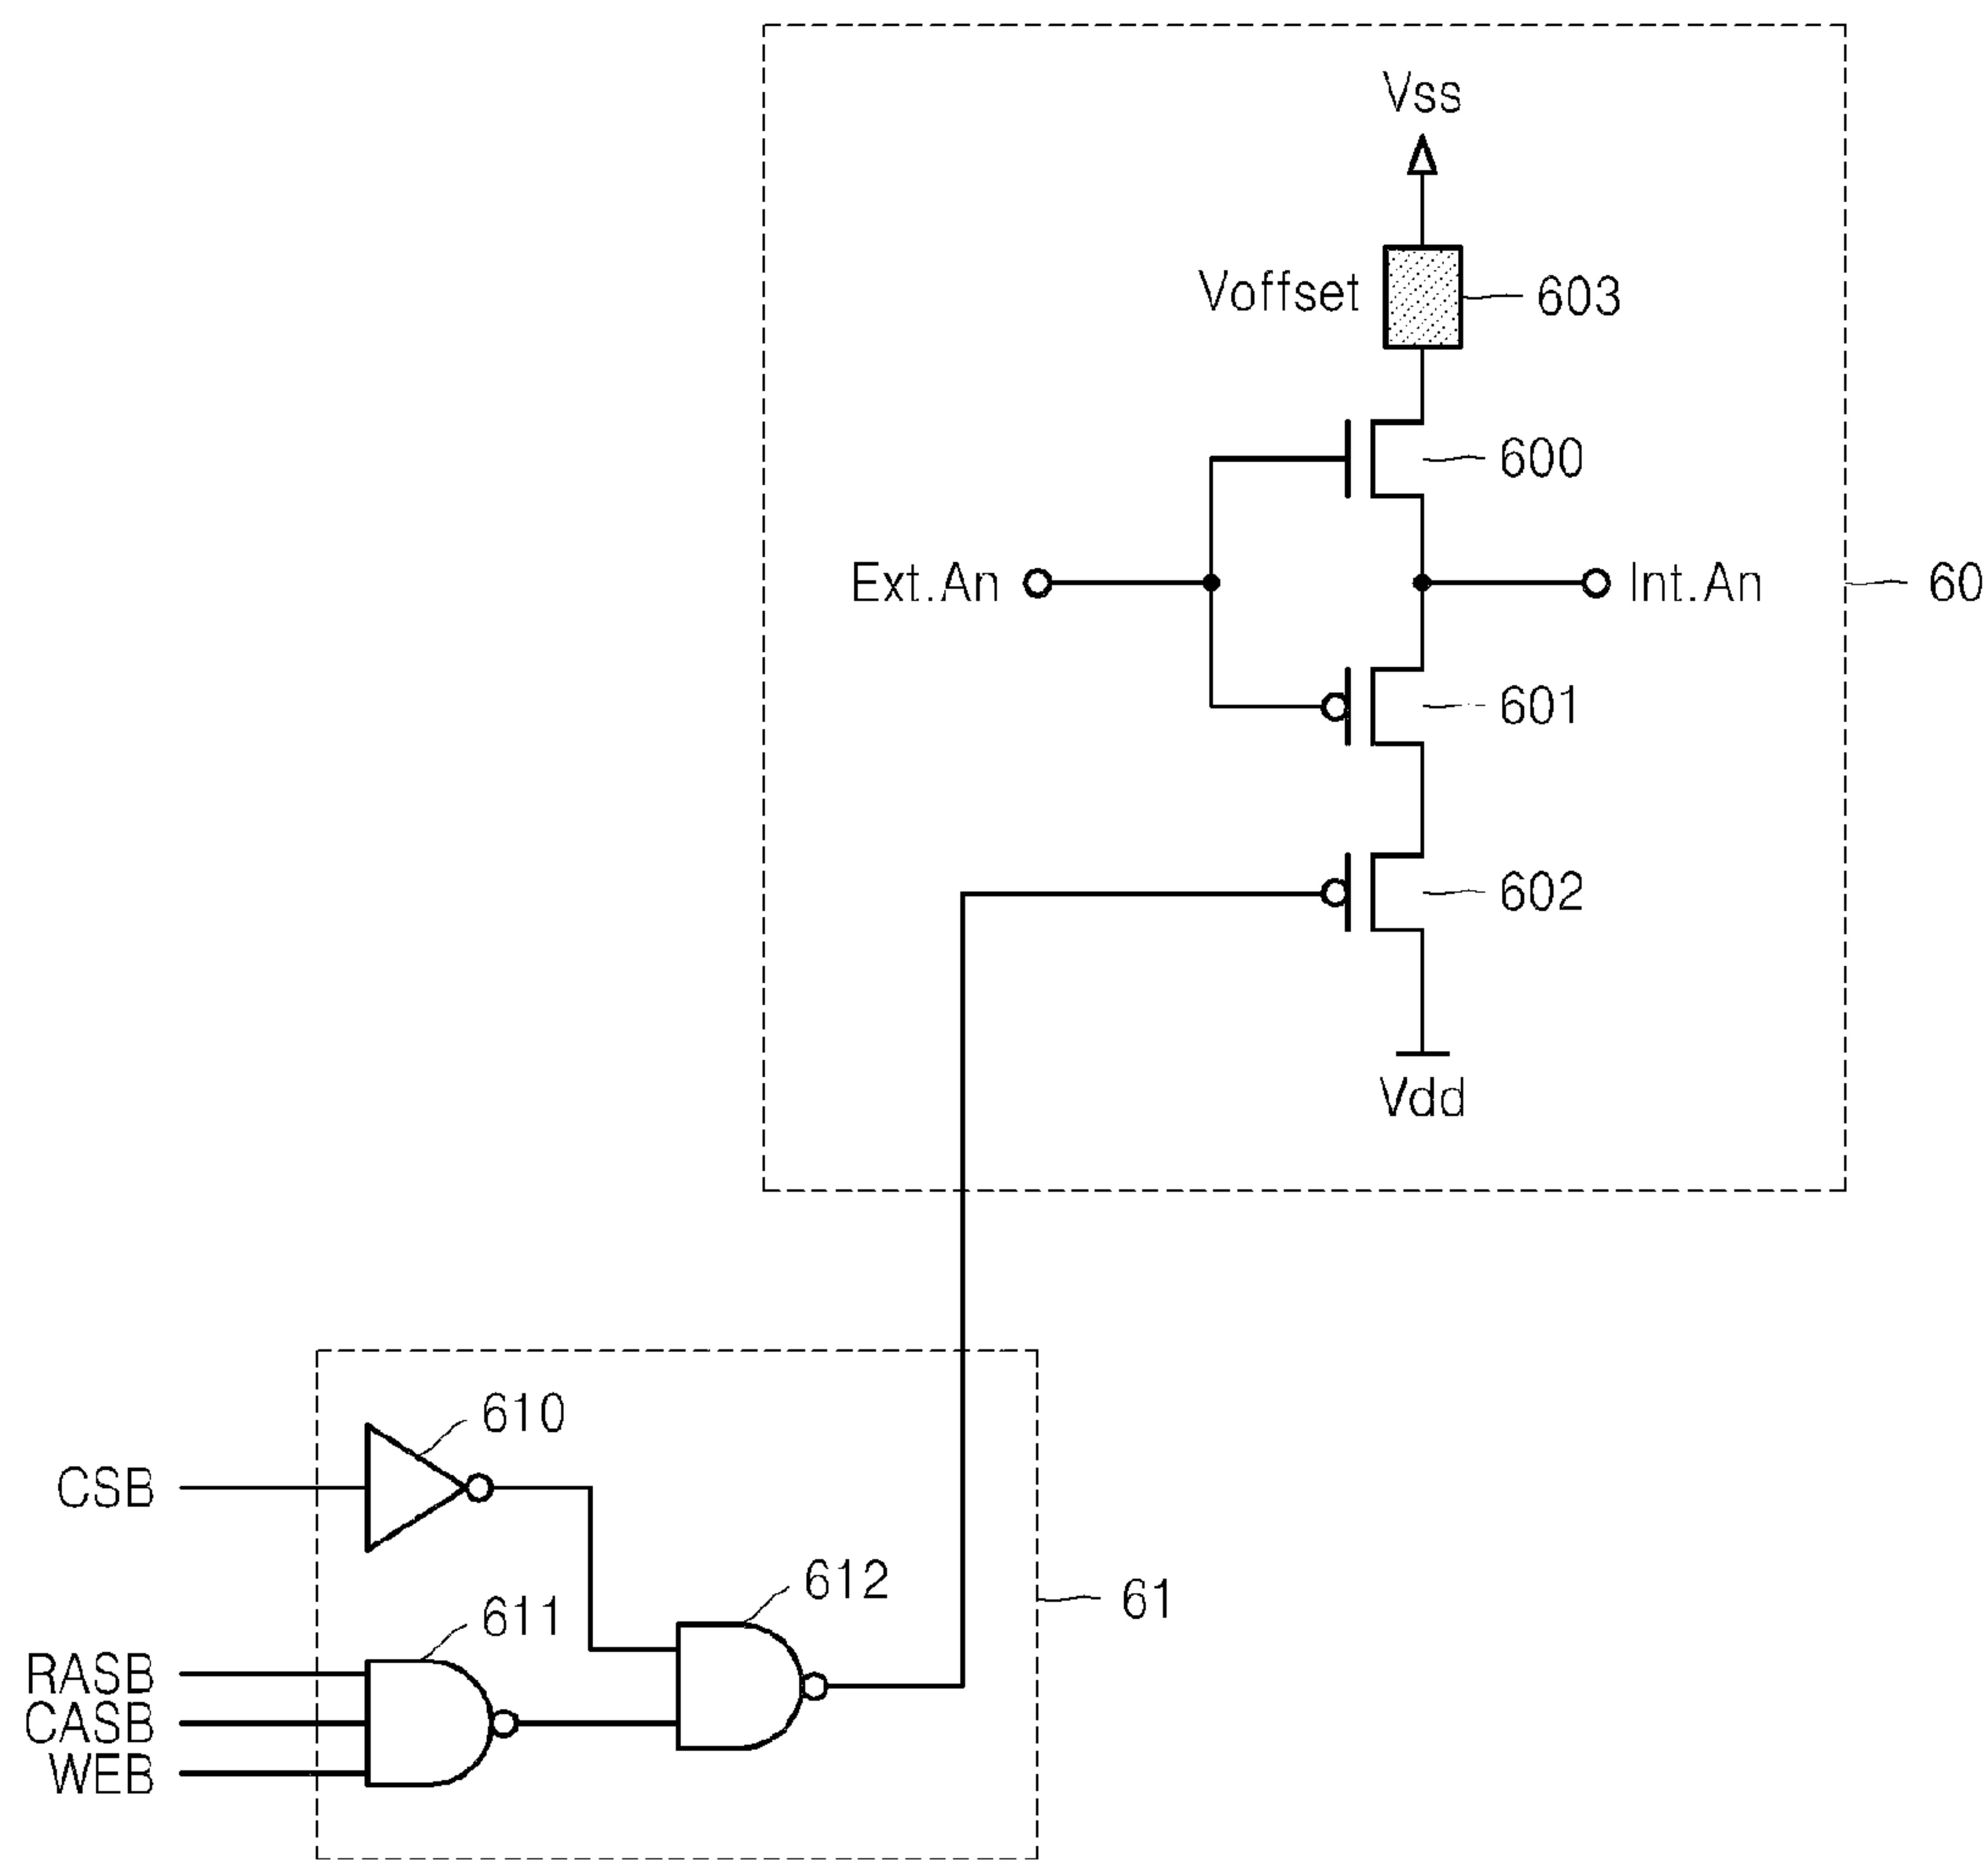 Vss
Voffset
603
600
Ext.An
Int.An
60
601
602
Vdd
610
CSB
612
61
611
RASB
CASB
WEB